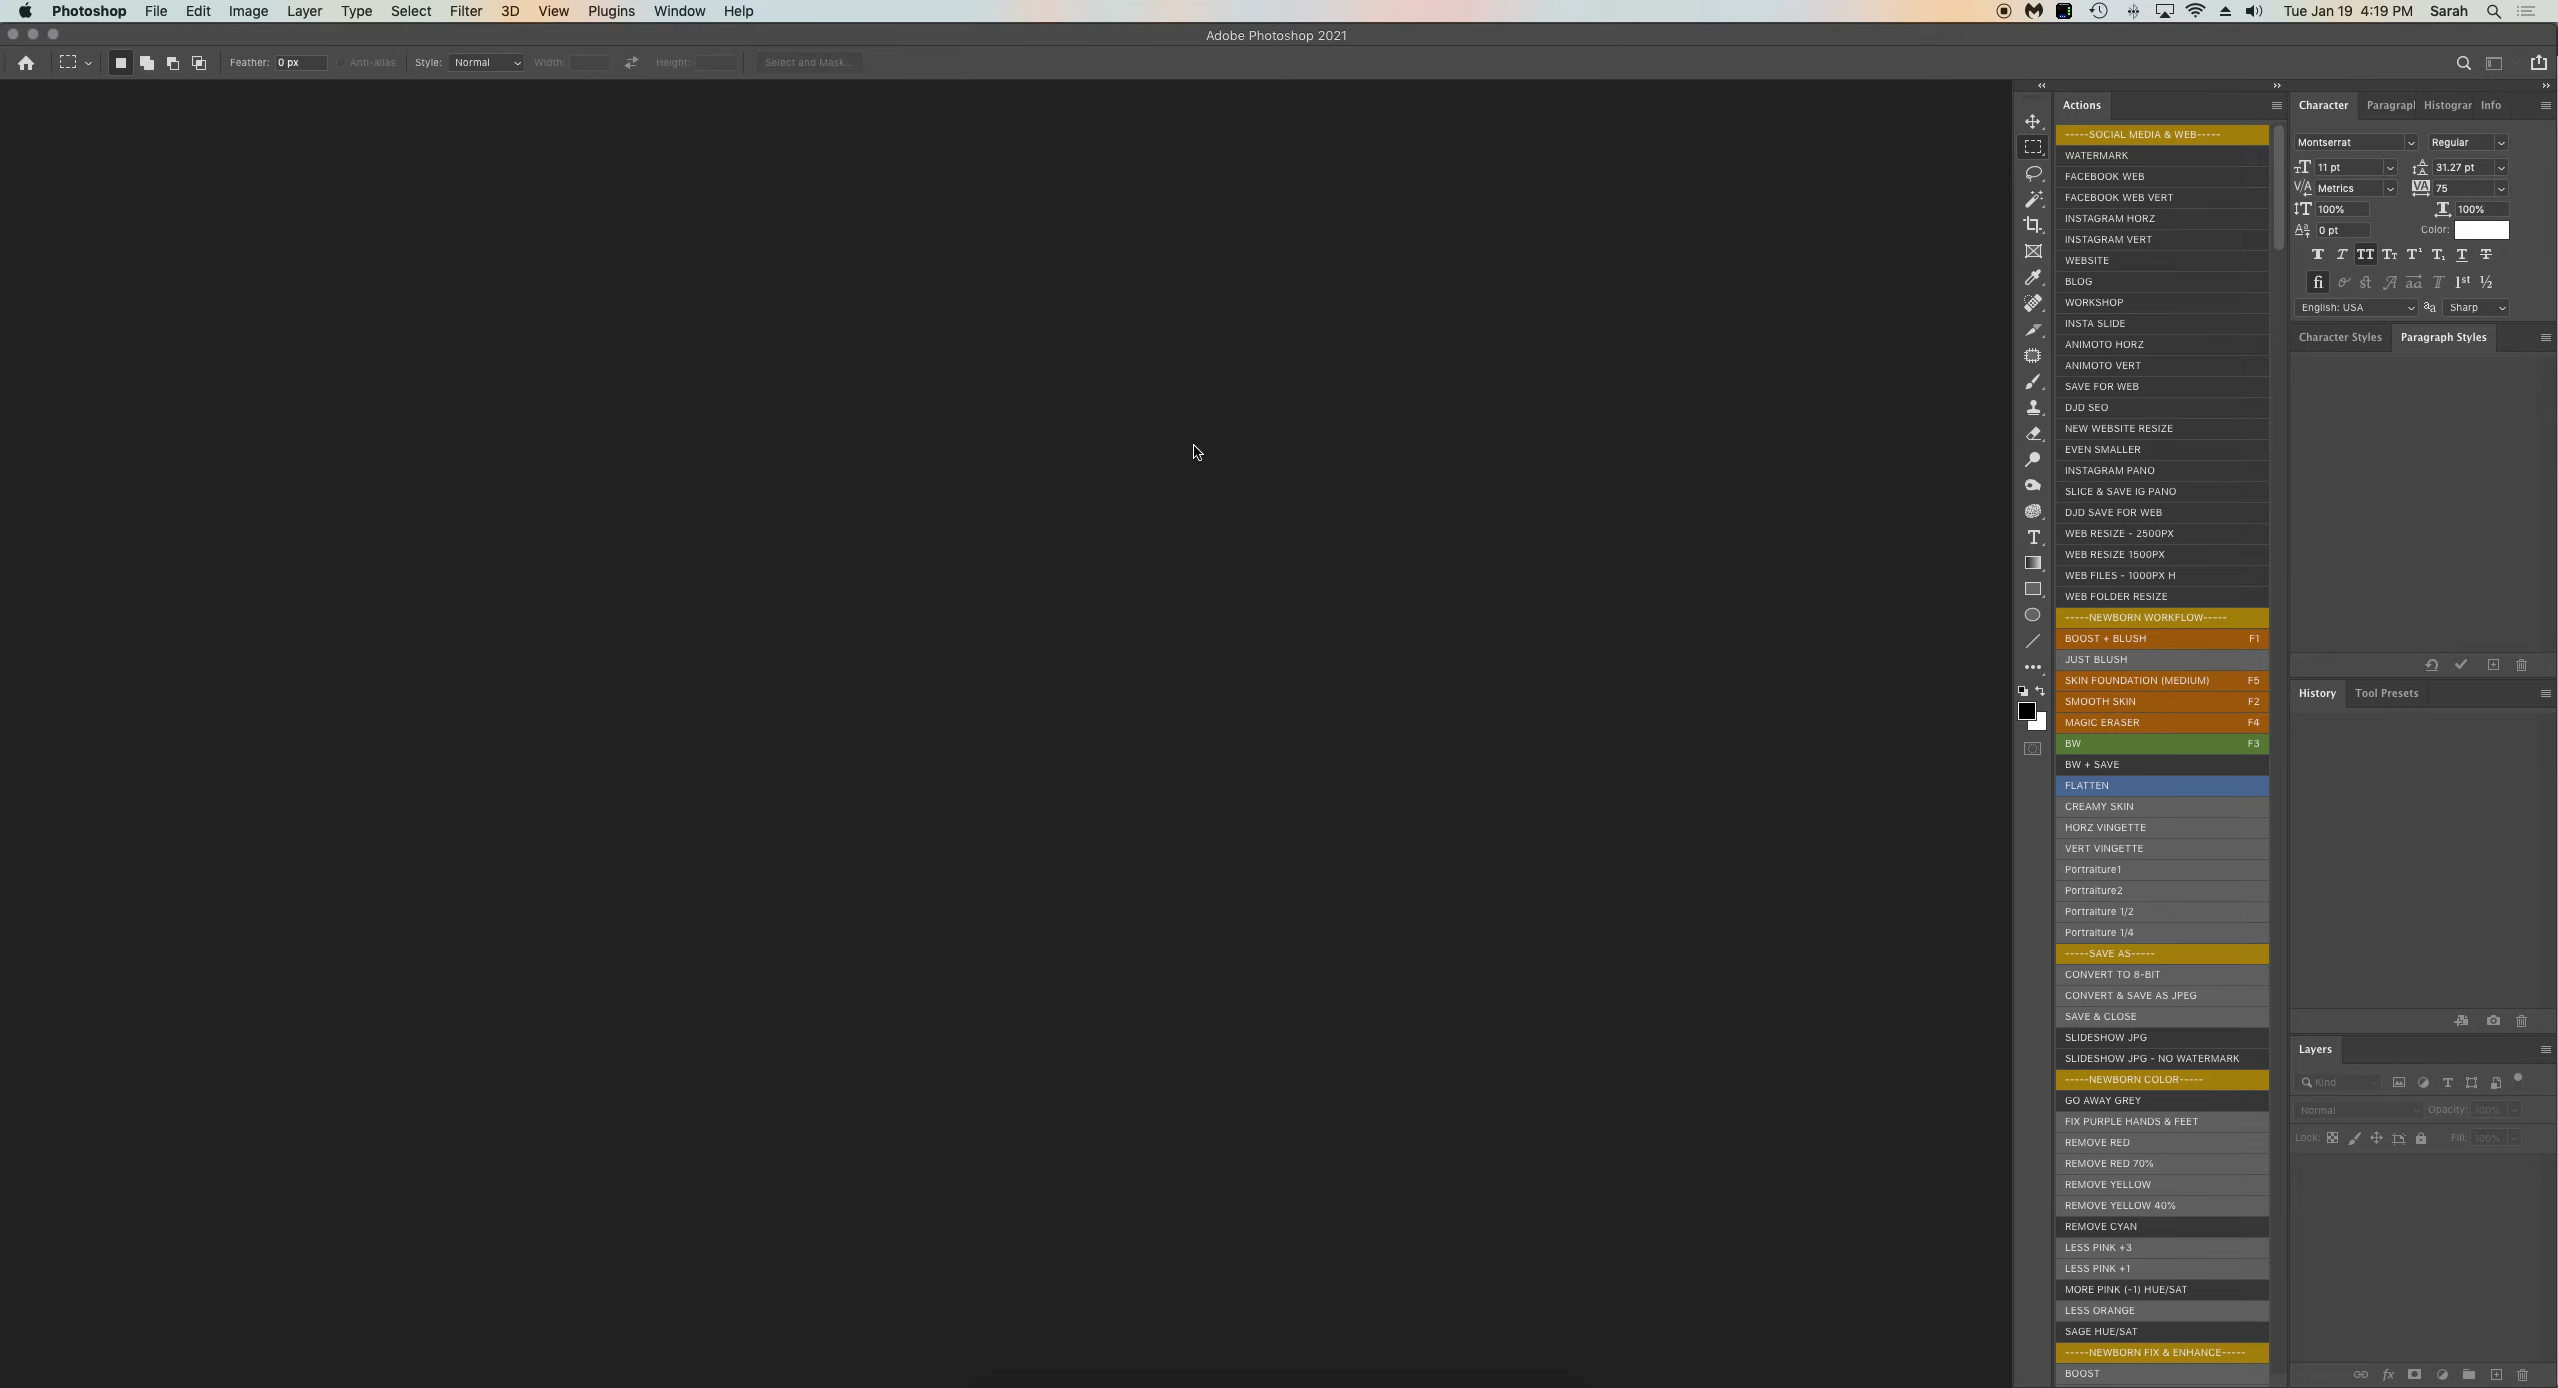 Photoshop File Edit Image Layer Type Select Filter 3D View Plugins Window Help Tue Jan 19 4:19 PM Sarah
Adobe Photoshop 2021
Feather: 0 px Anti-alias Style: Normal Width: Height: Select and Mask...
Actions
-----SOCIAL MEDIA & WEB-----
WATERMARK
FACEBOOK WEB
FACEBOOK WEB VERT
INSTAGRAM HORZ
INSTAGRAM VERT
WEBSITE
BLOG
WORKSHOP
INSTA SLIDE
ANIMOTO HORZ
ANIMOTO VERT
SAVE FOR WEB
DJD SEO
NEW WEBSITE RESIZE
EVEN SMALLER
INSTAGRAM PANO
SLICE & SAVE IG PANO
DJD SAVE FOR WEB
WEB RESIZE - 2500PX
WEB RESIZE 1500PX
WEB FILES - 1000PX H
WEB FOLDER RESIZE
-----NEWBORN WORKFLOW-----
BOOST + BLUSH F1
JUST BLUSH
SKIN FOUNDATION (MEDIUM) F5
SMOOTH SKIN F2
MAGIC ERASER F4
BW F3
BW + SAVE
FLATTEN
CREAMY SKIN
HORZ VINGETTE
VERT VINGETTE
Portraiture1
Portraiture2
Portraiture 1/2
Portraiture 1/4
-----SAVE AS-----
CONVERT TO 8-BIT
CONVERT & SAVE AS JPEG
SAVE & CLOSE
SLIDESHOW JPG
SLIDESHOW JPG - NO WATERMARK
-----NEWBORN COLOR-----
GO AWAY GREY
FIX PURPLE HANDS & FEET
REMOVE RED
REMOVE RED 70%
REMOVE YELLOW
REMOVE YELLOW 40%
REMOVE CYAN
LESS PINK +3
LESS PINK +1
MORE PINK (-1) HUE/SAT
LESS ORANGE
SAGE HUE/SAT
-----NEWBORN FIX & ENHANCE-----
BOOST
Character Paragrapl Histograr Info
Montserrat Regular
11 pt 31.27 pt
Metrics 75
100% 100%
0 pt Color:
English: USA Sharp
Character Styles Paragraph Styles
History Tool Presets
Layers
Kind
Normal Opacity: 100%
Lock: Fill: 100%